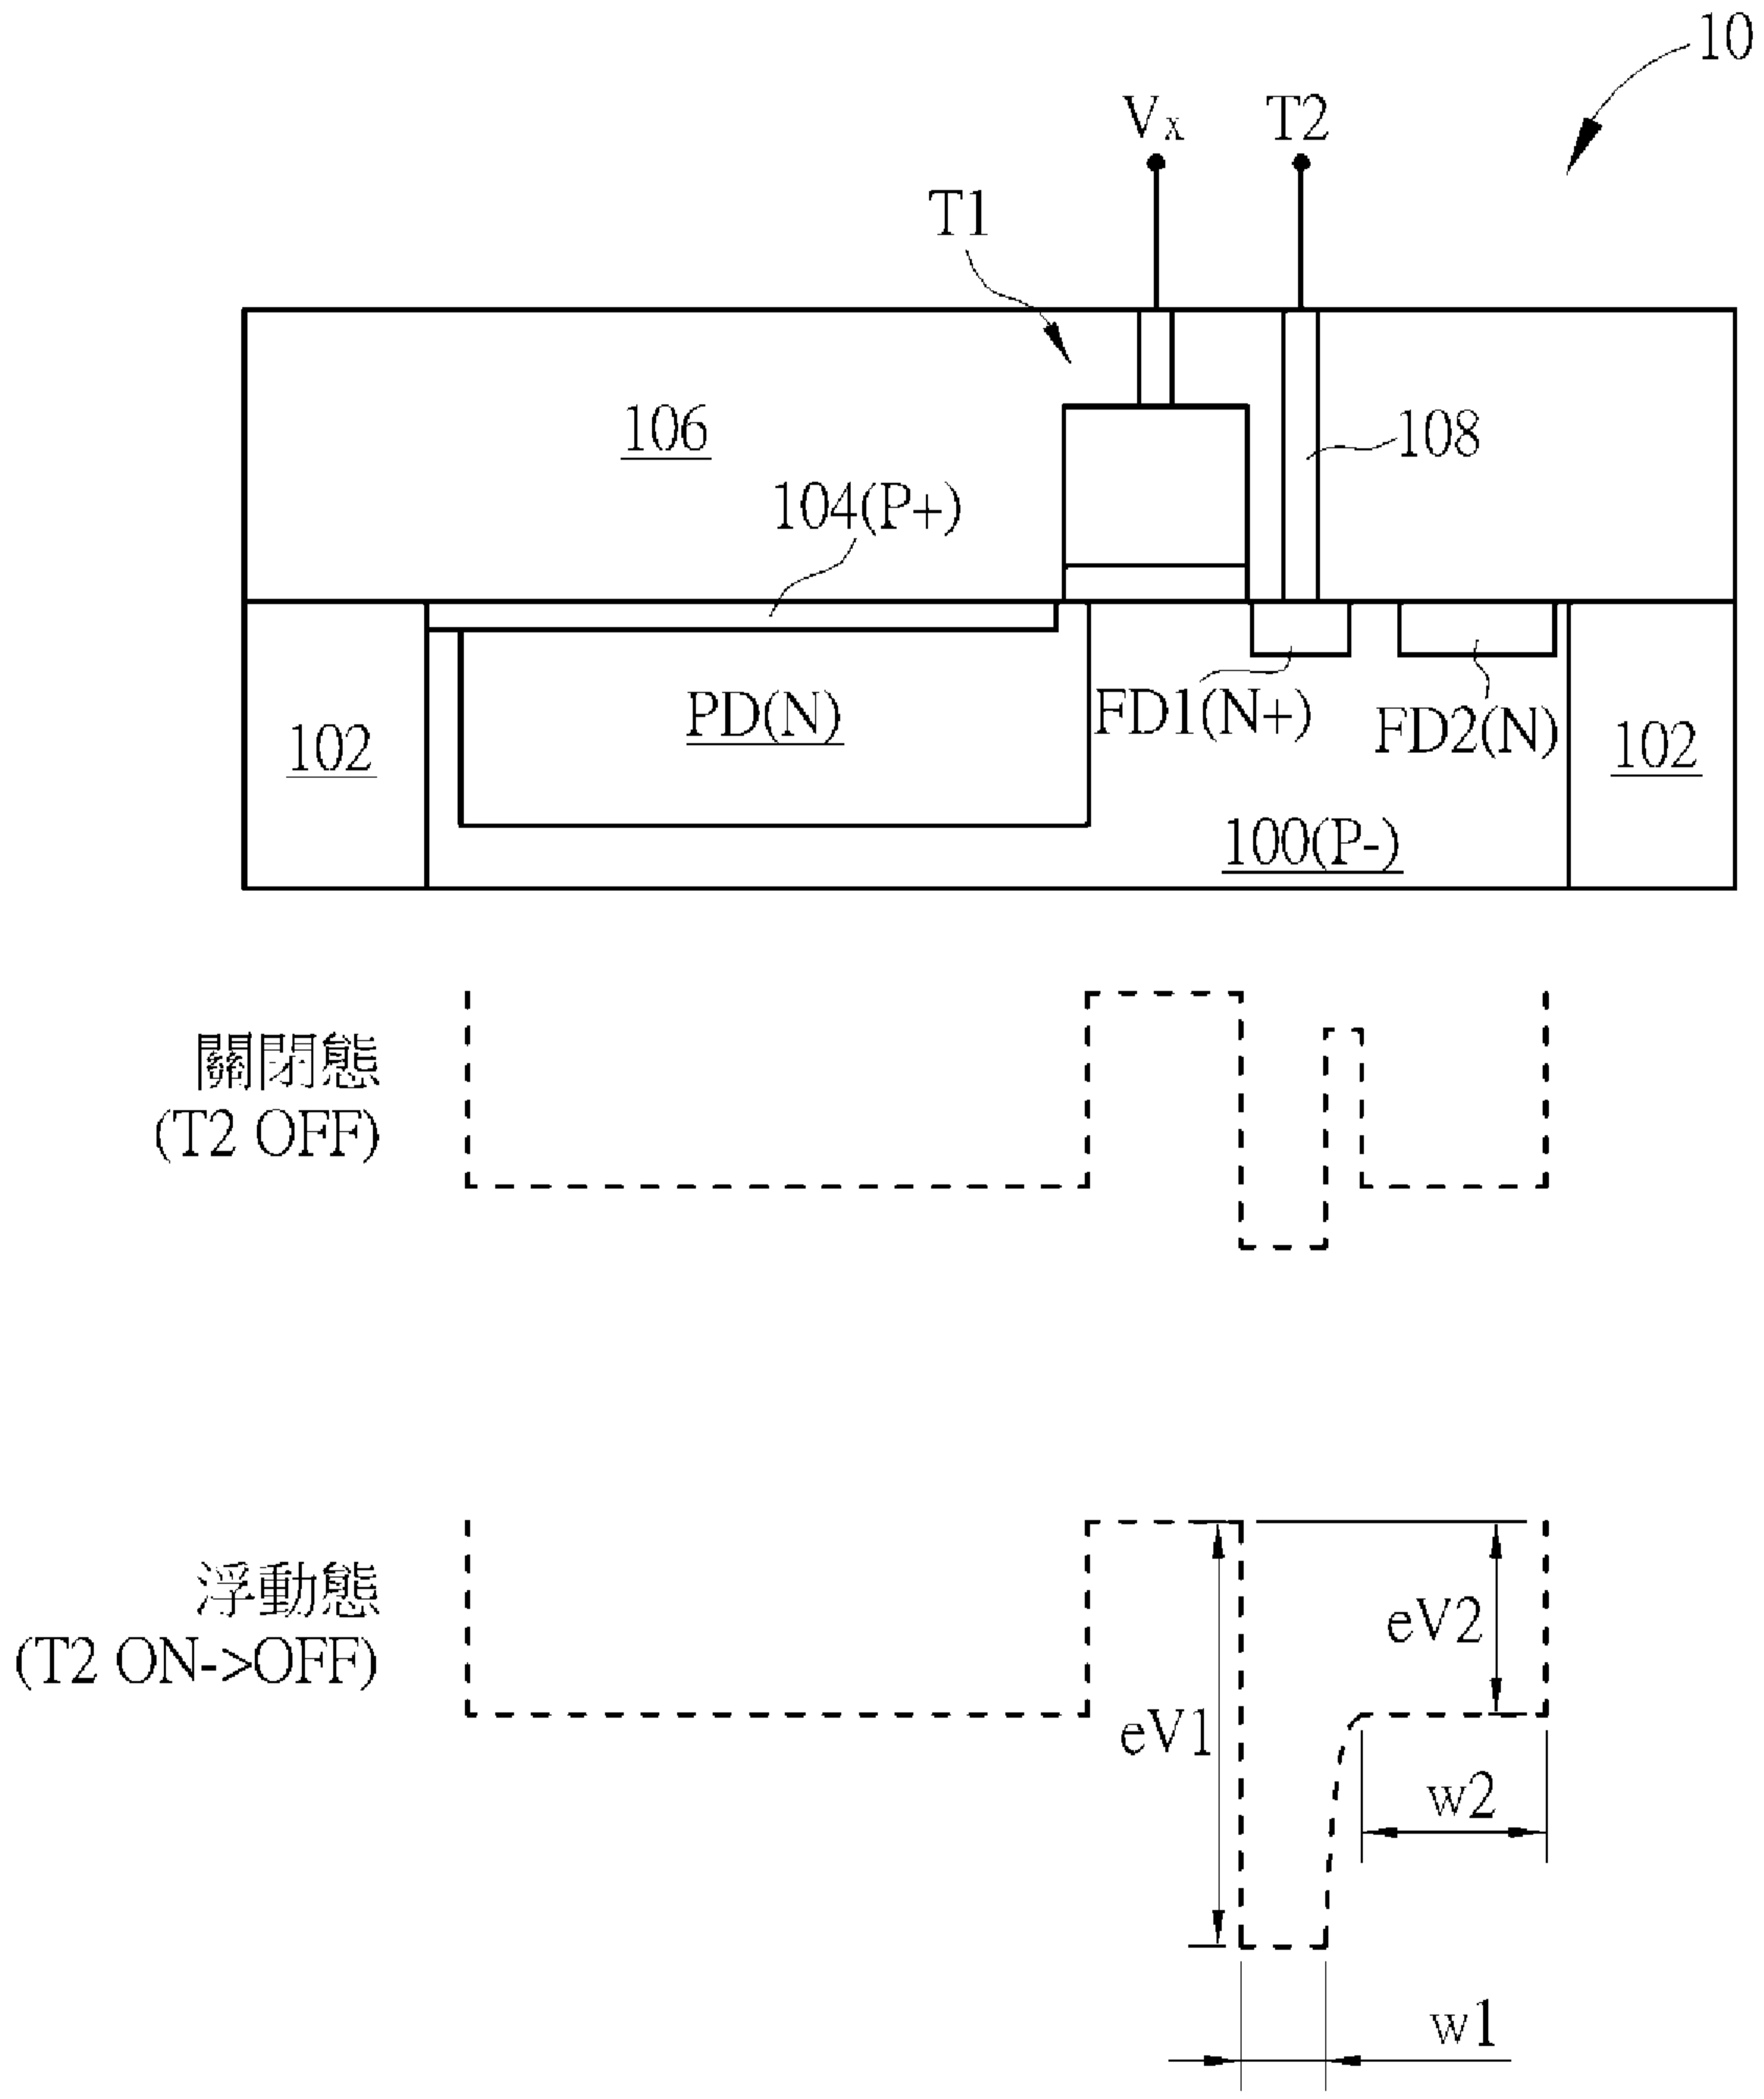 10
Vx T2
T1
106
108
104(P+)
PD(N)
FD1(N+)
FD2(N)
102
102
100(P-)
關閉態
(T2 OFF)
浮動態
(T2 ON->OFF)
eV2
eV1
w2
w1